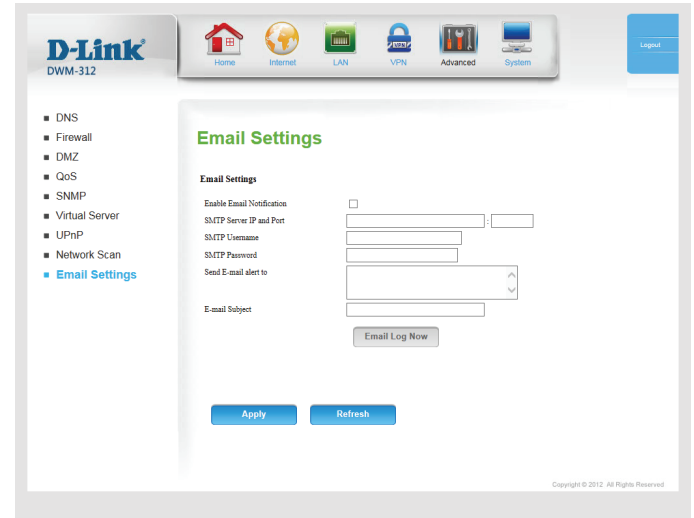 D-Link®
DWM-312
Home Internet LAN VPN Advanced System
Logout
DNS
Firewall
DMZ
QoS
SNMP
Virtual Server
UPnP
Network Scan
Email Settings
Email Settings
Email Settings
Enable Email Notification
SMTP Server IP and Port :
SMTP Username
SMTP Password
Send E-mail alert to
E-mail Subject
Email Log Now
Apply Refresh
Copyright © 2012 All Rights Reserved